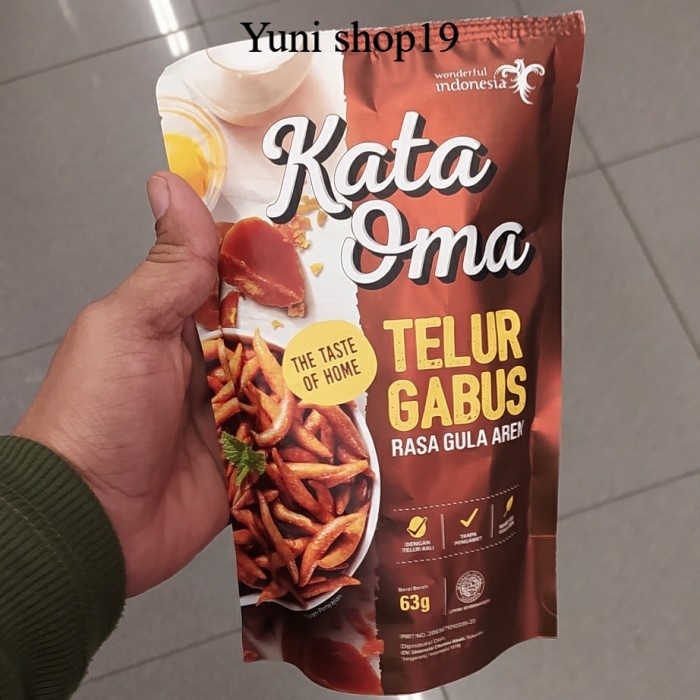 Yuni shop19
wonderful
indonesia
Kata
Oma
THE TASTE
OF HOME
TELUR
GABUS
RASA GULA AREN
DENGAN
TELUR ASLI
TANPA
PENGAWET
Berat Bersih
63g